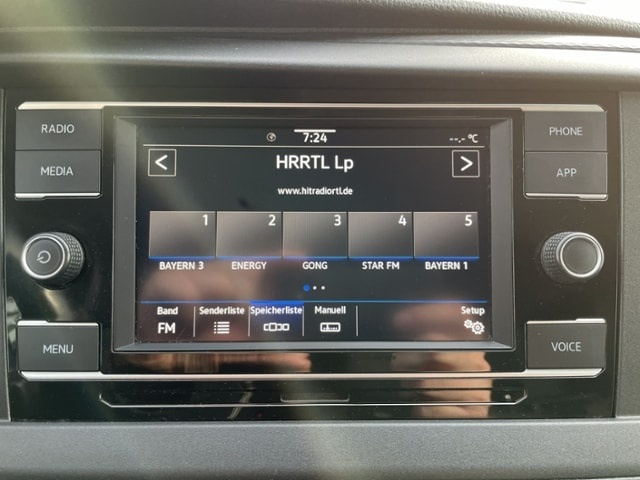 RADIO
MEDIA
MENU
7:24
--,- °C
< HRRTL Lp >
www.hitradiortl.de
1 2 3 4 5
BAYERN 3 ENERGY GONG STAR FM BAYERN 1
Band Senderliste Speicherliste Manuell Setup
FM
PHONE
APP
VOICE